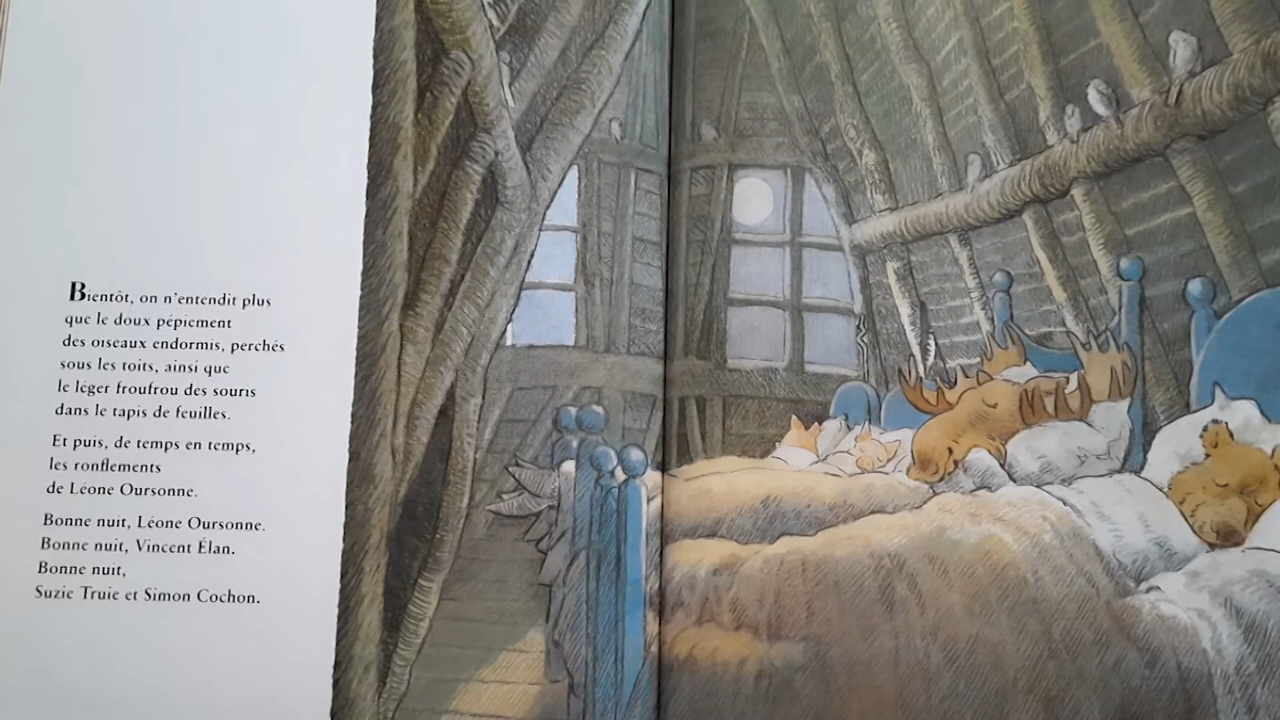 Bientôt, on n'entendit plus
que le doux pépiement
des oiseaux endormis, perchés
sous les toits, ainsi que
le léger froufrou des souris
dans le tapis de feuilles.
Et puis, de temps en temps,
les ronflements
de Léone Oursonne.
Bonne nuit, Léone Oursonne.
Bonne nuit, Vincent Élan.
Bonne nuit,
Suzie Truie et Simon Cochon.